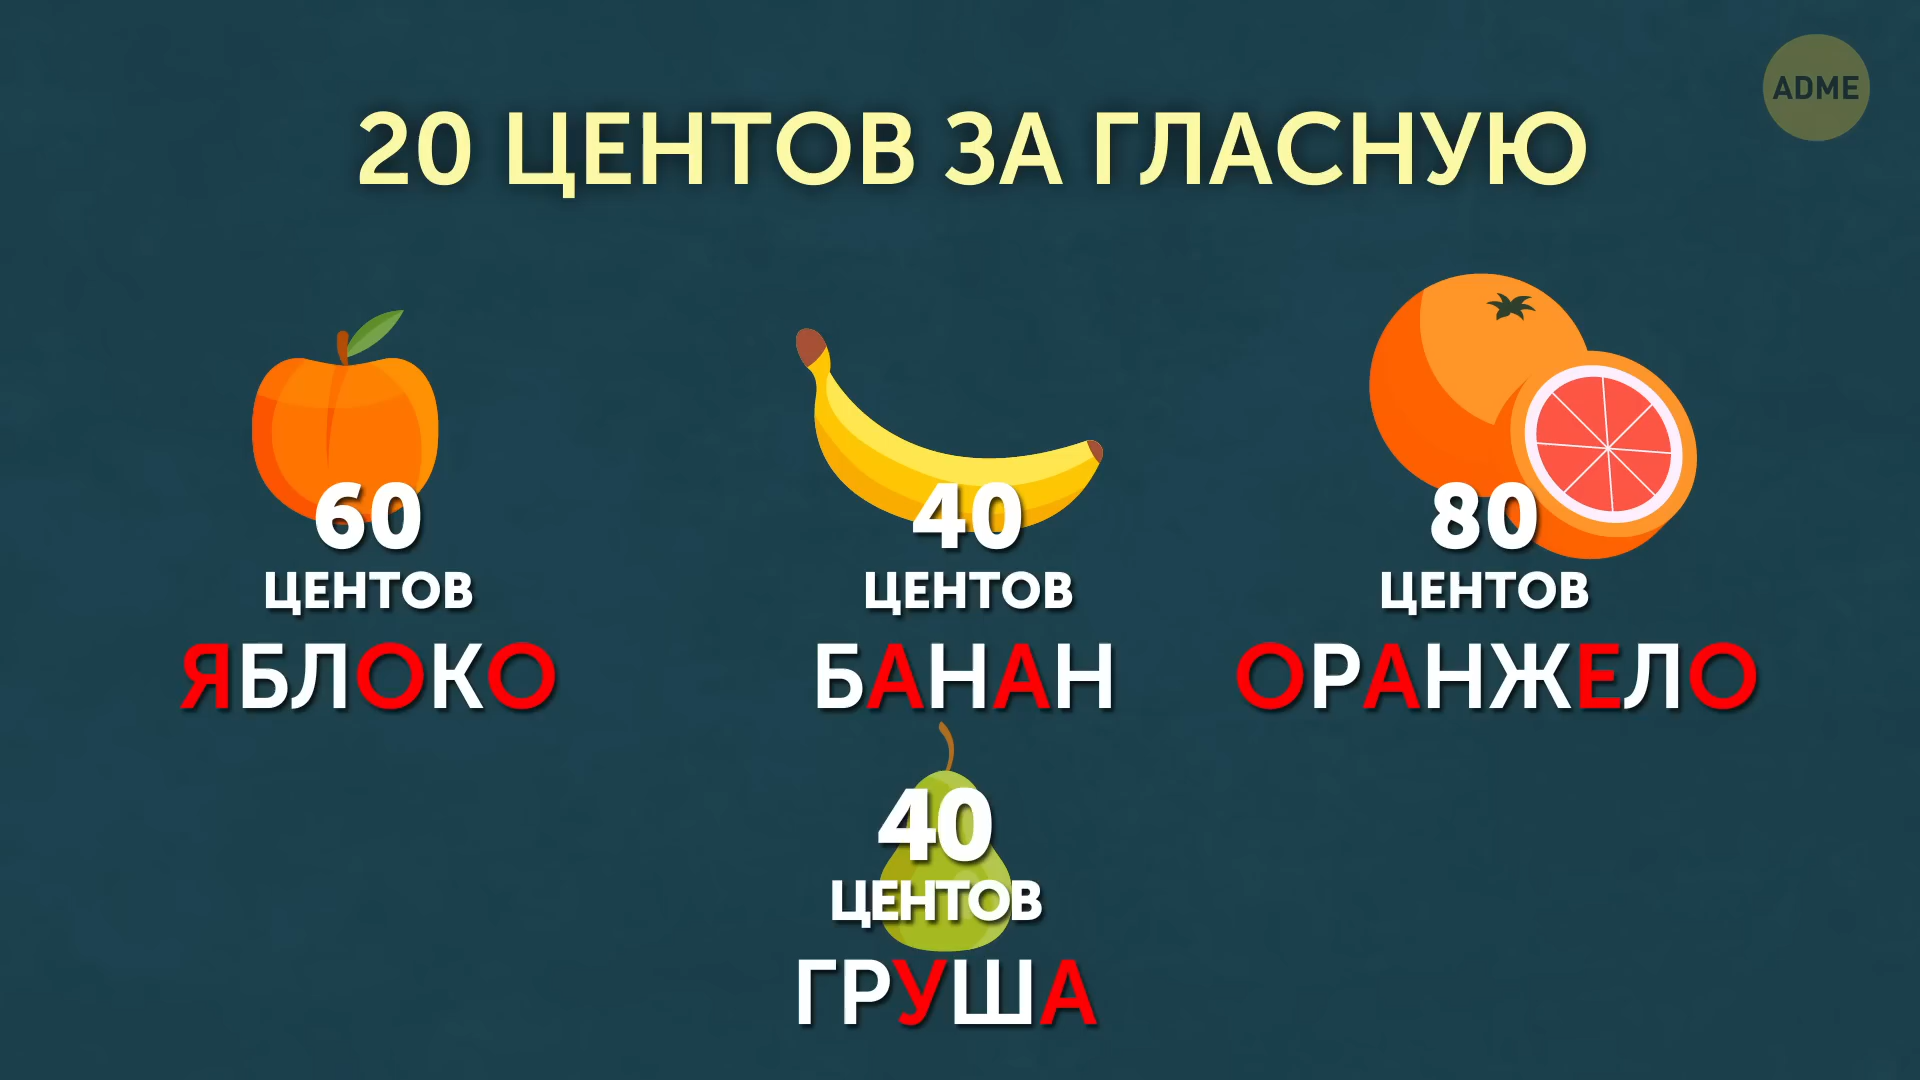 ADME
20 ЦЕНТОВ ЗА ГЛАСНУЮ
60
ЦЕНТОВ
ЯБЛОКО
40
ЦЕНТОВ
БАНАН
80
ЦЕНТОВ
ОРАНЖЕЛО
40
ЦЕНТОВ
ГРУША